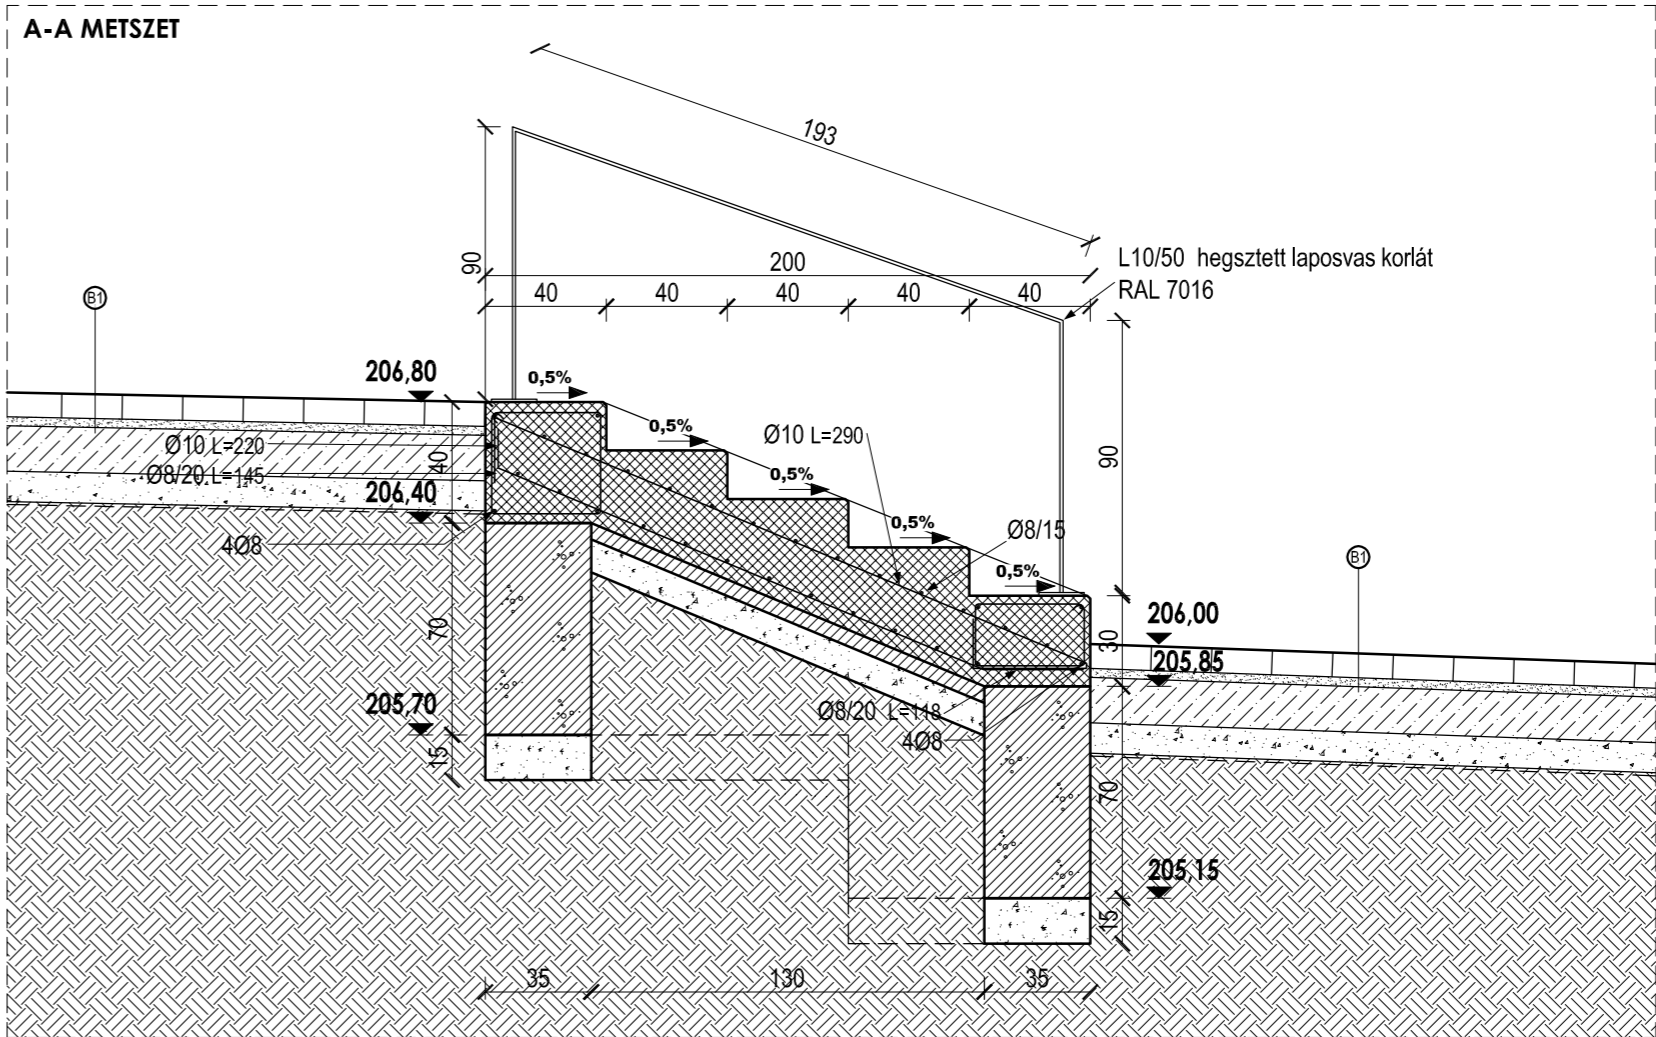 A-A METSZET
193
90
200
L10/50 hegsztett laposvas korlát
RAL 7016
40
40
40
40
40
B1
206,80
0,5%
0,5%
0,5%
0,5%
0,5%
Ø10 L=290
Ø10 L=220
Ø8/20 L=145
40
90
206,40
4Ø8
Ø8/15
B1
206,00
30
205,85
70
205,70
Ø8/20 L=118
4Ø8
15
70
205,15
15
35
130
35